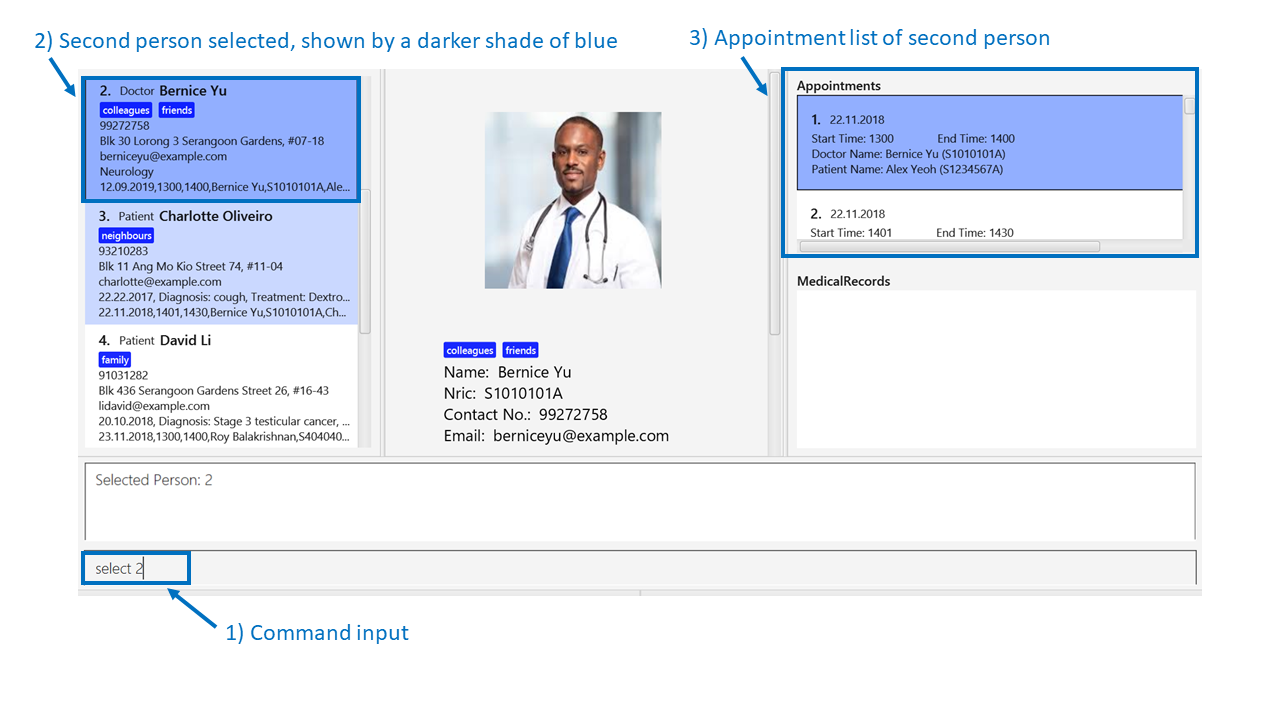 2) Second person selected, shown by a darker shade of blue
3) Appointment list of second person
2. Doctor Bernice Yu
colleagues friends
99272758
Blk 30 Lorong 3 Serangoon Gardens, #07-18
berniceyu@example.com
Neurology
12.09.2019,1300,1400,Bernice Yu,S1010101A,Ale...
3. Patient Charlotte Oliveiro
neighbours
93210283
Blk 11 Ang Mo Kio Street 74, #11-04
charlotte@example.com
22.22.2017, Diagnosis: cough, Treatment: Dextro...
22.11.2018,1401,1430,Bernice Yu,S1010101A,Ch...
4. Patient David Li
family
91031282
Blk 436 Serangoon Gardens Street 26, #16-43
lidavid@example.com
20.10.2018, Diagnosis: Stage 3 testicular cancer, ...
23.11.2018,1300,1400,Roy Balakrishnan,S404040...
colleagues friends
Name: Bernice Yu
Nric: S1010101A
Contact No.: 99272758
Email: berniceyu@example.com
Appointments
1. 22.11.2018
Start Time: 1300 End Time: 1400
Doctor Name: Bernice Yu (S1010101A)
Patient Name: Alex Yeoh (S1234567A)
2. 22.11.2018
Start Time: 1401 End Time: 1430
MedicalRecords
Selected Person: 2
select 2
1) Command input